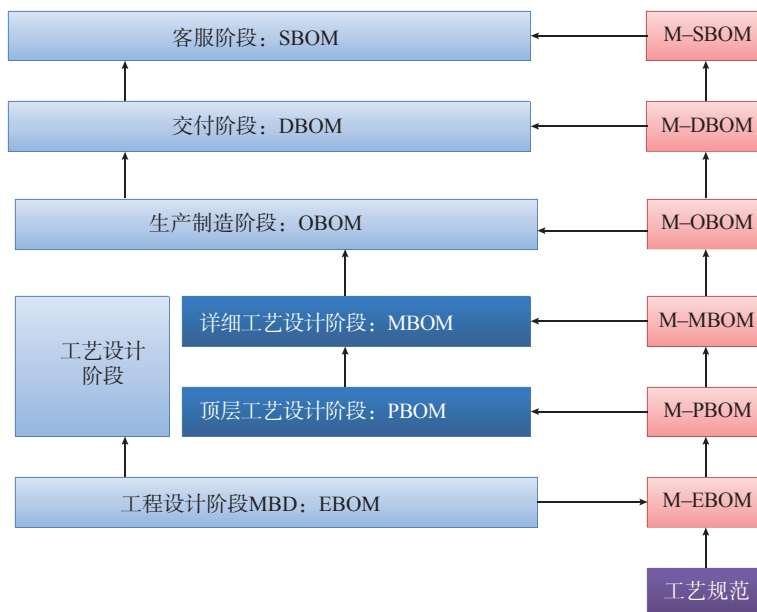 客服阶段：SBOM
M–SBOM
交付阶段：DBOM
M–DBOM
生产制造阶段：OBOM
M–OBOM
工艺设计
阶段
详细工艺设计阶段：MBOM
M–MBOM
顶层工艺设计阶段：PBOM
M–PBOM
工程设计阶段MBD：EBOM
M–EBOM
工艺规范